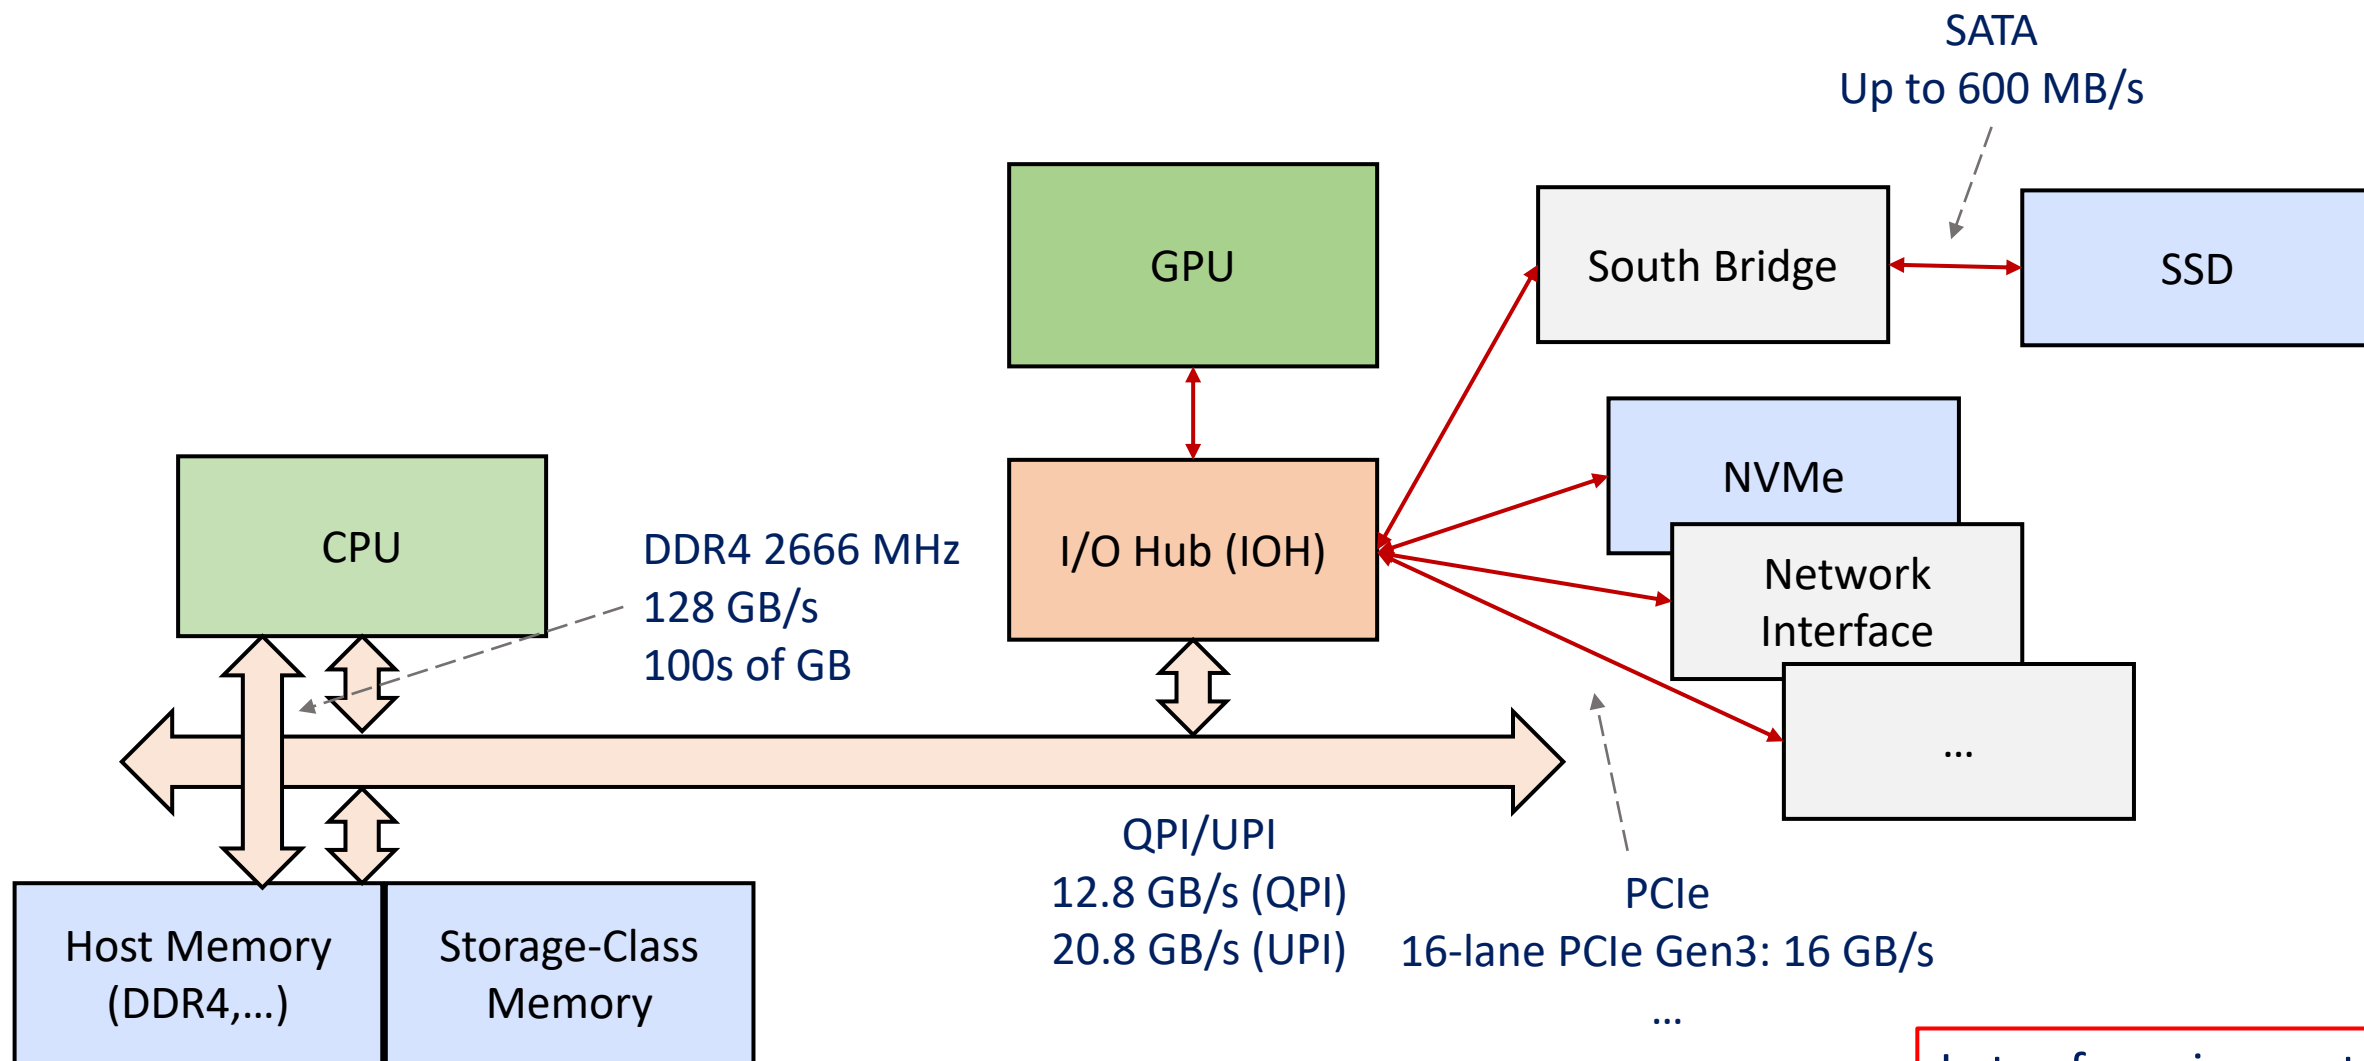 SATA
Up to 600 MB/s
GPU
South Bridge
SSD
NVMe
CPU
DDR4 2666 MHz
128 GB/s
100s of GB
I/O Hub (IOH)
Network
Interface
...
QPI/UPI
12.8 GB/s (QPI)
20.8 GB/s (UPI)
PCIe
16-lane PCIe Gen3: 16 GB/s
...
Host Memory
(DDR4,...)
Storage-Class
Memory